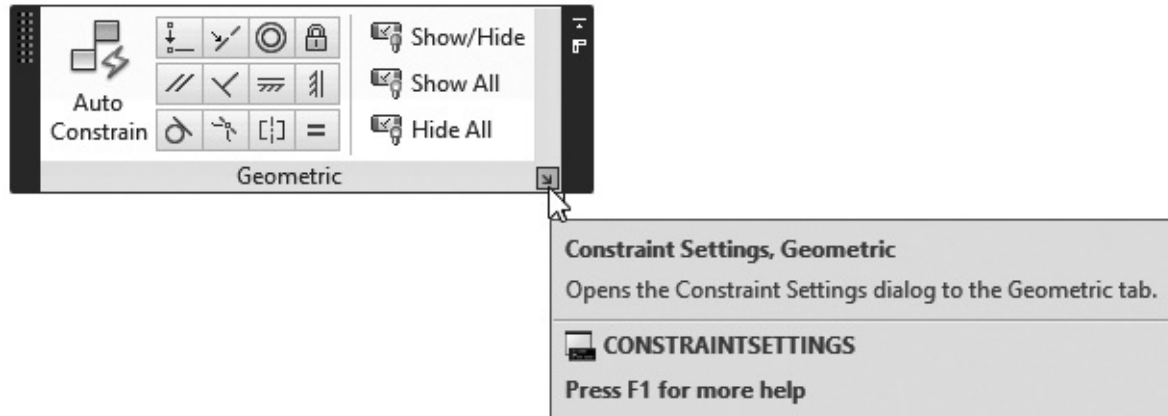 Auto
Constrain
Show/Hide
Show All
Hide All
Geometric
Constraint Settings, Geometric
Opens the Constraint Settings dialog to the Geometric tab.
CONSTRAINTSETTINGS
Press F1 for more help